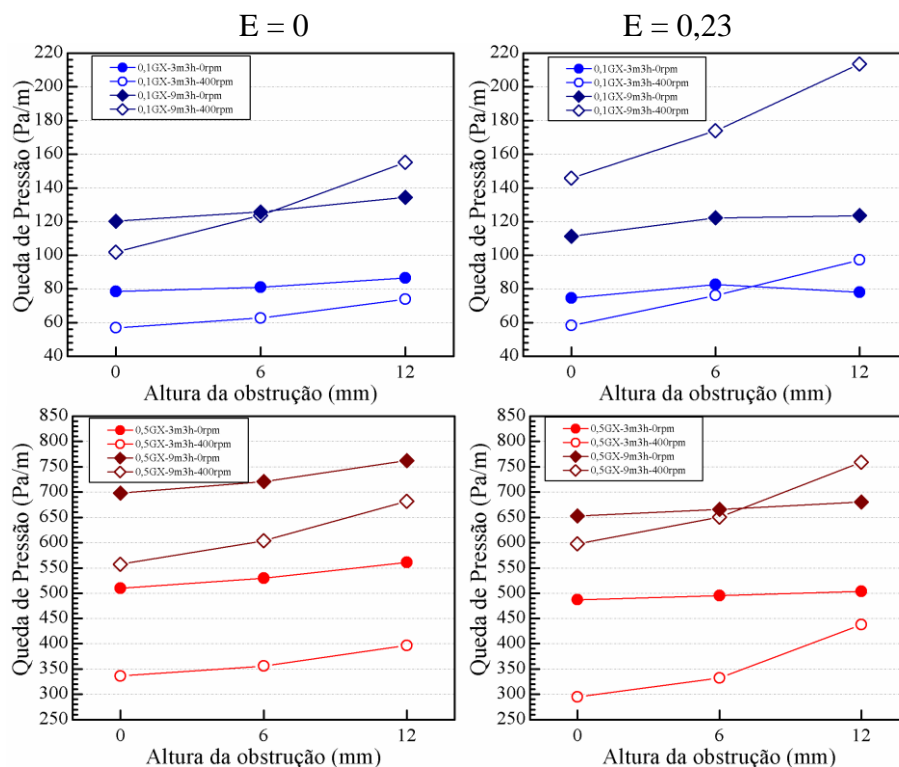 E = 0
E = 0,23
Queda de Pressão (Pa/m)
220
200
180
160
140
120
100
80
60
40
0,1GX-3m3h-0rpm
0,1GX-3m3h-400rpm
0,1GX-9m3h-0rpm
0,1GX-9m3h-400rpm
0 6 12
Altura da obstrução (mm)
Queda de Pressão (Pa/m)
220
200
180
160
140
120
100
80
60
40
0,1GX-3m3h-0rpm
0,1GX-3m3h-400rpm
0,1GX-9m3h-0rpm
0,1GX-9m3h-400rpm
0 6 12
Altura da obstrução (mm)
Queda de Pressão (Pa/m)
850
800
750
700
650
600
550
500
450
400
350
300
250
0,5GX-3m3h-0rpm
0,5GX-3m3h-400rpm
0,5GX-9m3h-0rpm
0,5GX-9m3h-400rpm
0 6 12
Altura da obstrução (mm)
Queda de Pressão (Pa/m)
850
800
750
700
650
600
550
500
450
400
350
300
250
0,5GX-3m3h-0rpm
0,5GX-3m3h-400rpm
0,5GX-9m3h-0rpm
0,5GX-9m3h-400rpm
0 6 12
Altura da obstrução (mm)